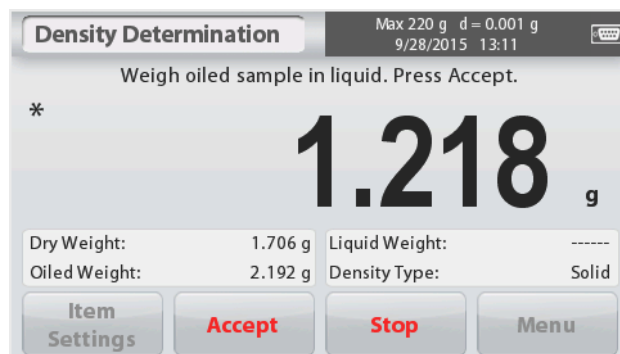 Density Determination
Max 220 g d = 0.001 g
9/28/2015 13:11
Weigh oiled sample in liquid. Press Accept.
*
1.218 g
Dry Weight: 1.706 g Liquid Weight: ------
Oiled Weight: 2.192 g Density Type: Solid
Item Settings Accept Stop Menu